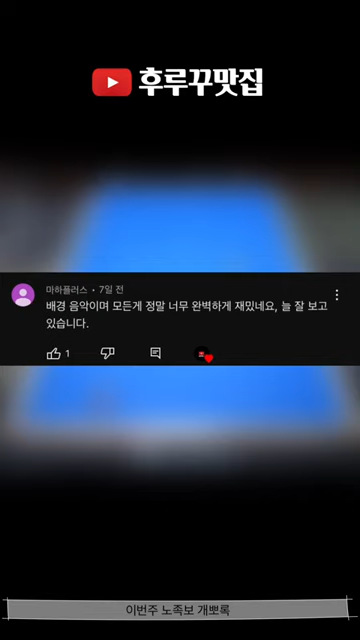 후루꾸맛집
마하플러스 • 7일 전
배경 음악이며 모든게 정말 너무 완벽하게 재밌네요, 늘 잘 보고
있습니다.
1
이번주 노족보 개뽀록